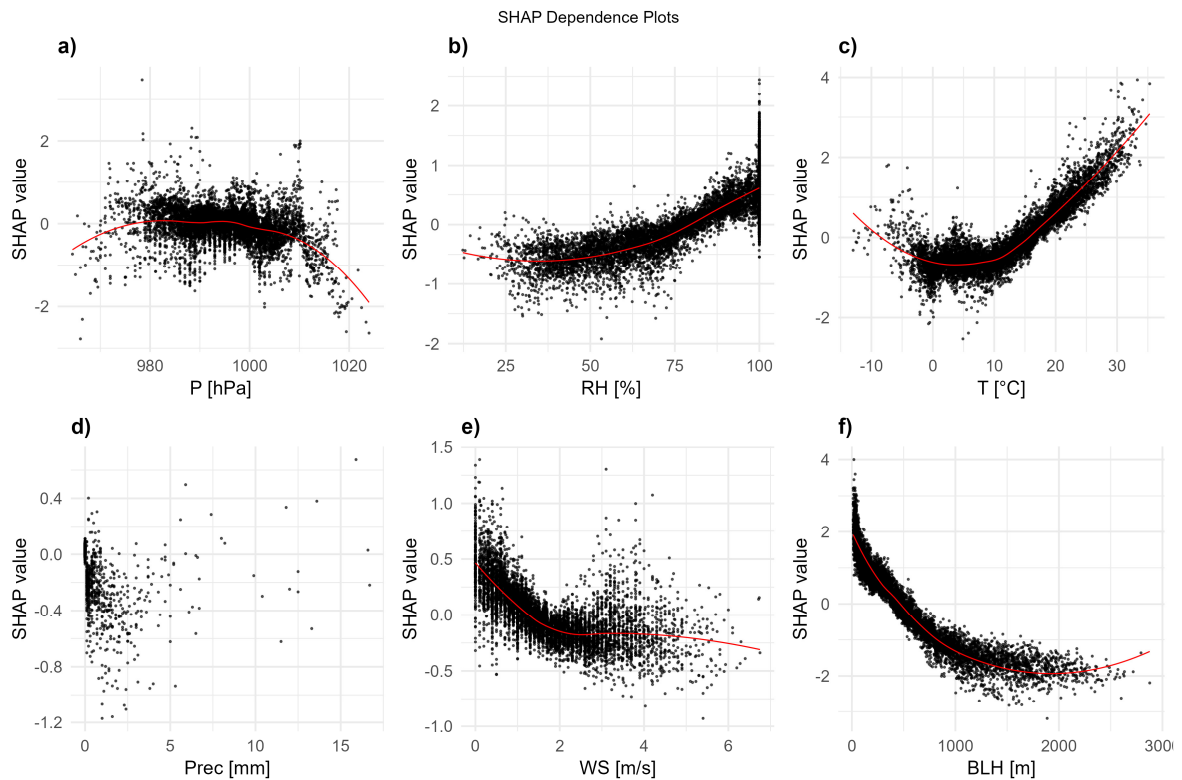 SHAP Dependence Plots
a)
b)
c)
SHAP value
2
0
-2
980
1000
1020
P [hPa]
SHAP value
2
1
0
-1
-2
25
50
75
100
RH [%]
SHAP value
4
2
0
-2
-10
0
10
20
30
T [°C]
d)
e)
f)
SHAP value
0.4
0.0
-0.4
-0.8
-1.2
0
5
10
15
Prec [mm]
SHAP value
1.5
1.0
0.5
0.0
-0.5
-1.0
0
2
4
6
WS [m/s]
SHAP value
4
2
0
-2
0
1000
2000
300
BLH [m]